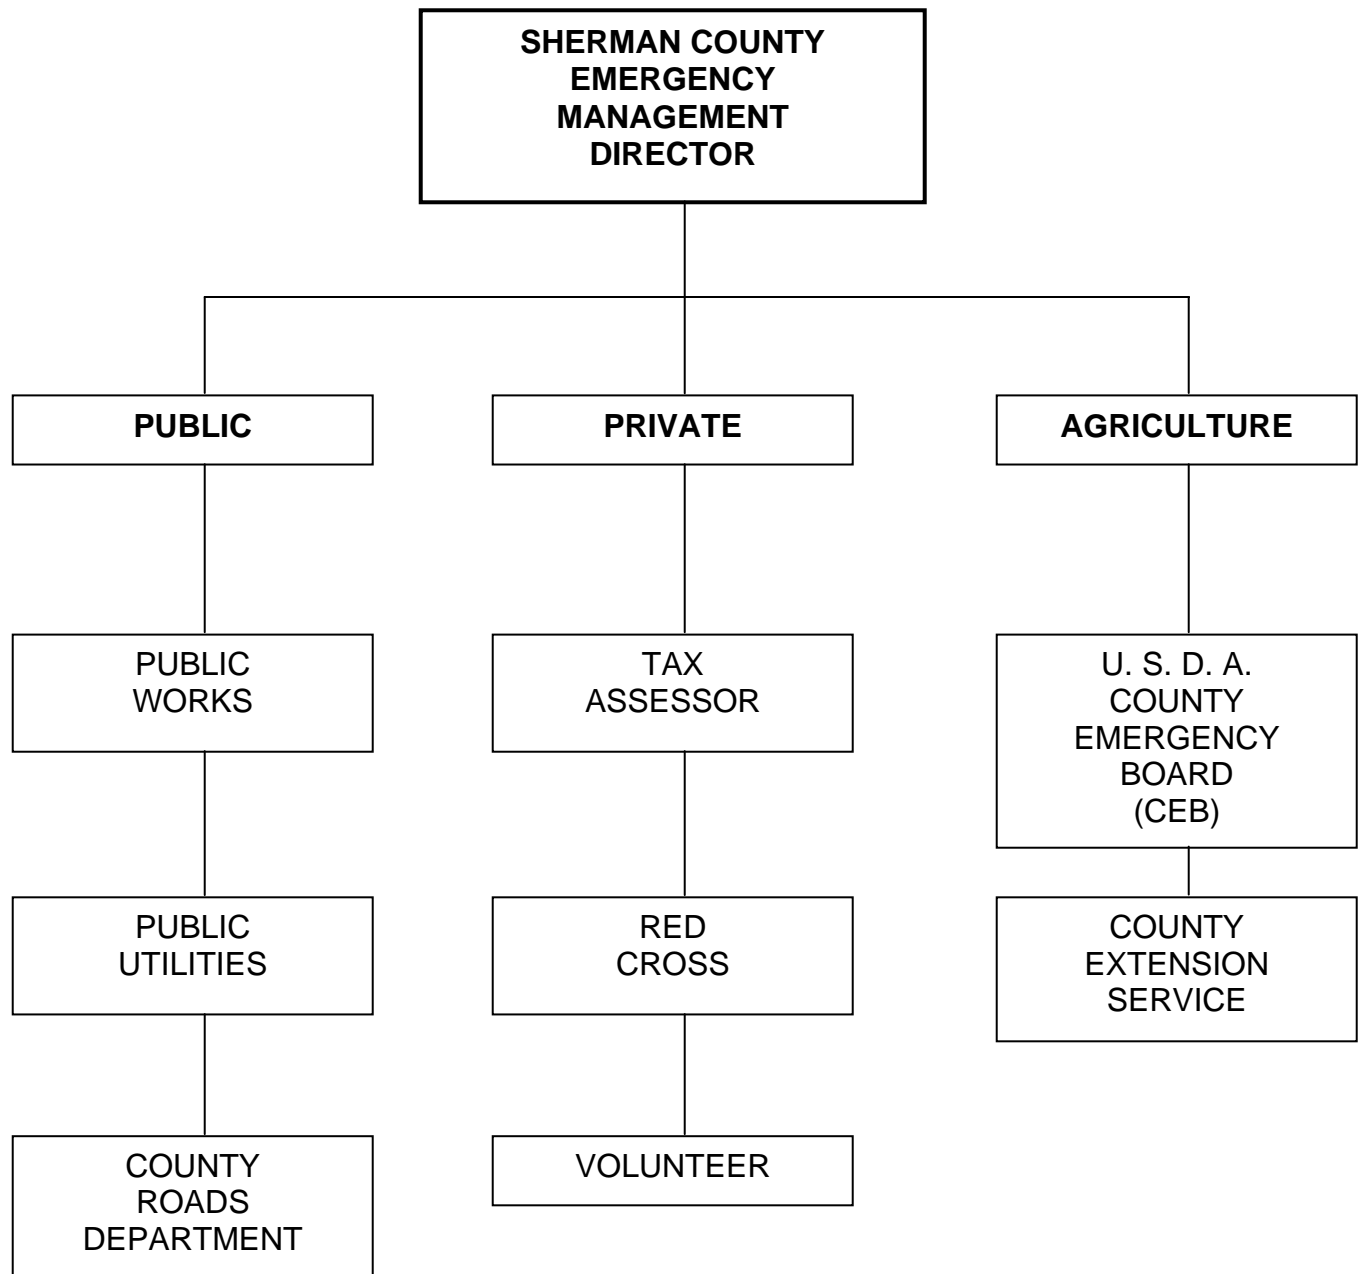 SHERMAN COUNTY
EMERGENCY
MANAGEMENT
DIRECTOR
PUBLIC
PRIVATE
AGRICULTURE
PUBLIC
WORKS
TAX
ASSESSOR
U. S. D. A.
COUNTY
EMERGENCY
BOARD
(CEB)
PUBLIC
UTILITIES
RED
CROSS
COUNTY
EXTENSION
SERVICE
COUNTY
ROADS
DEPARTMENT
VOLUNTEER